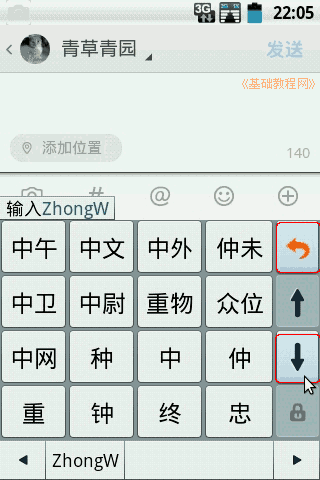 3G 22:05
青草青园 发送
《基础教程网》
添加位置 140
# @
输入ZhongW
中午 中文 中外 仲未
中卫 中尉 重物 众位
中网 种 中 仲
重 钟 终 忠
ZhongW